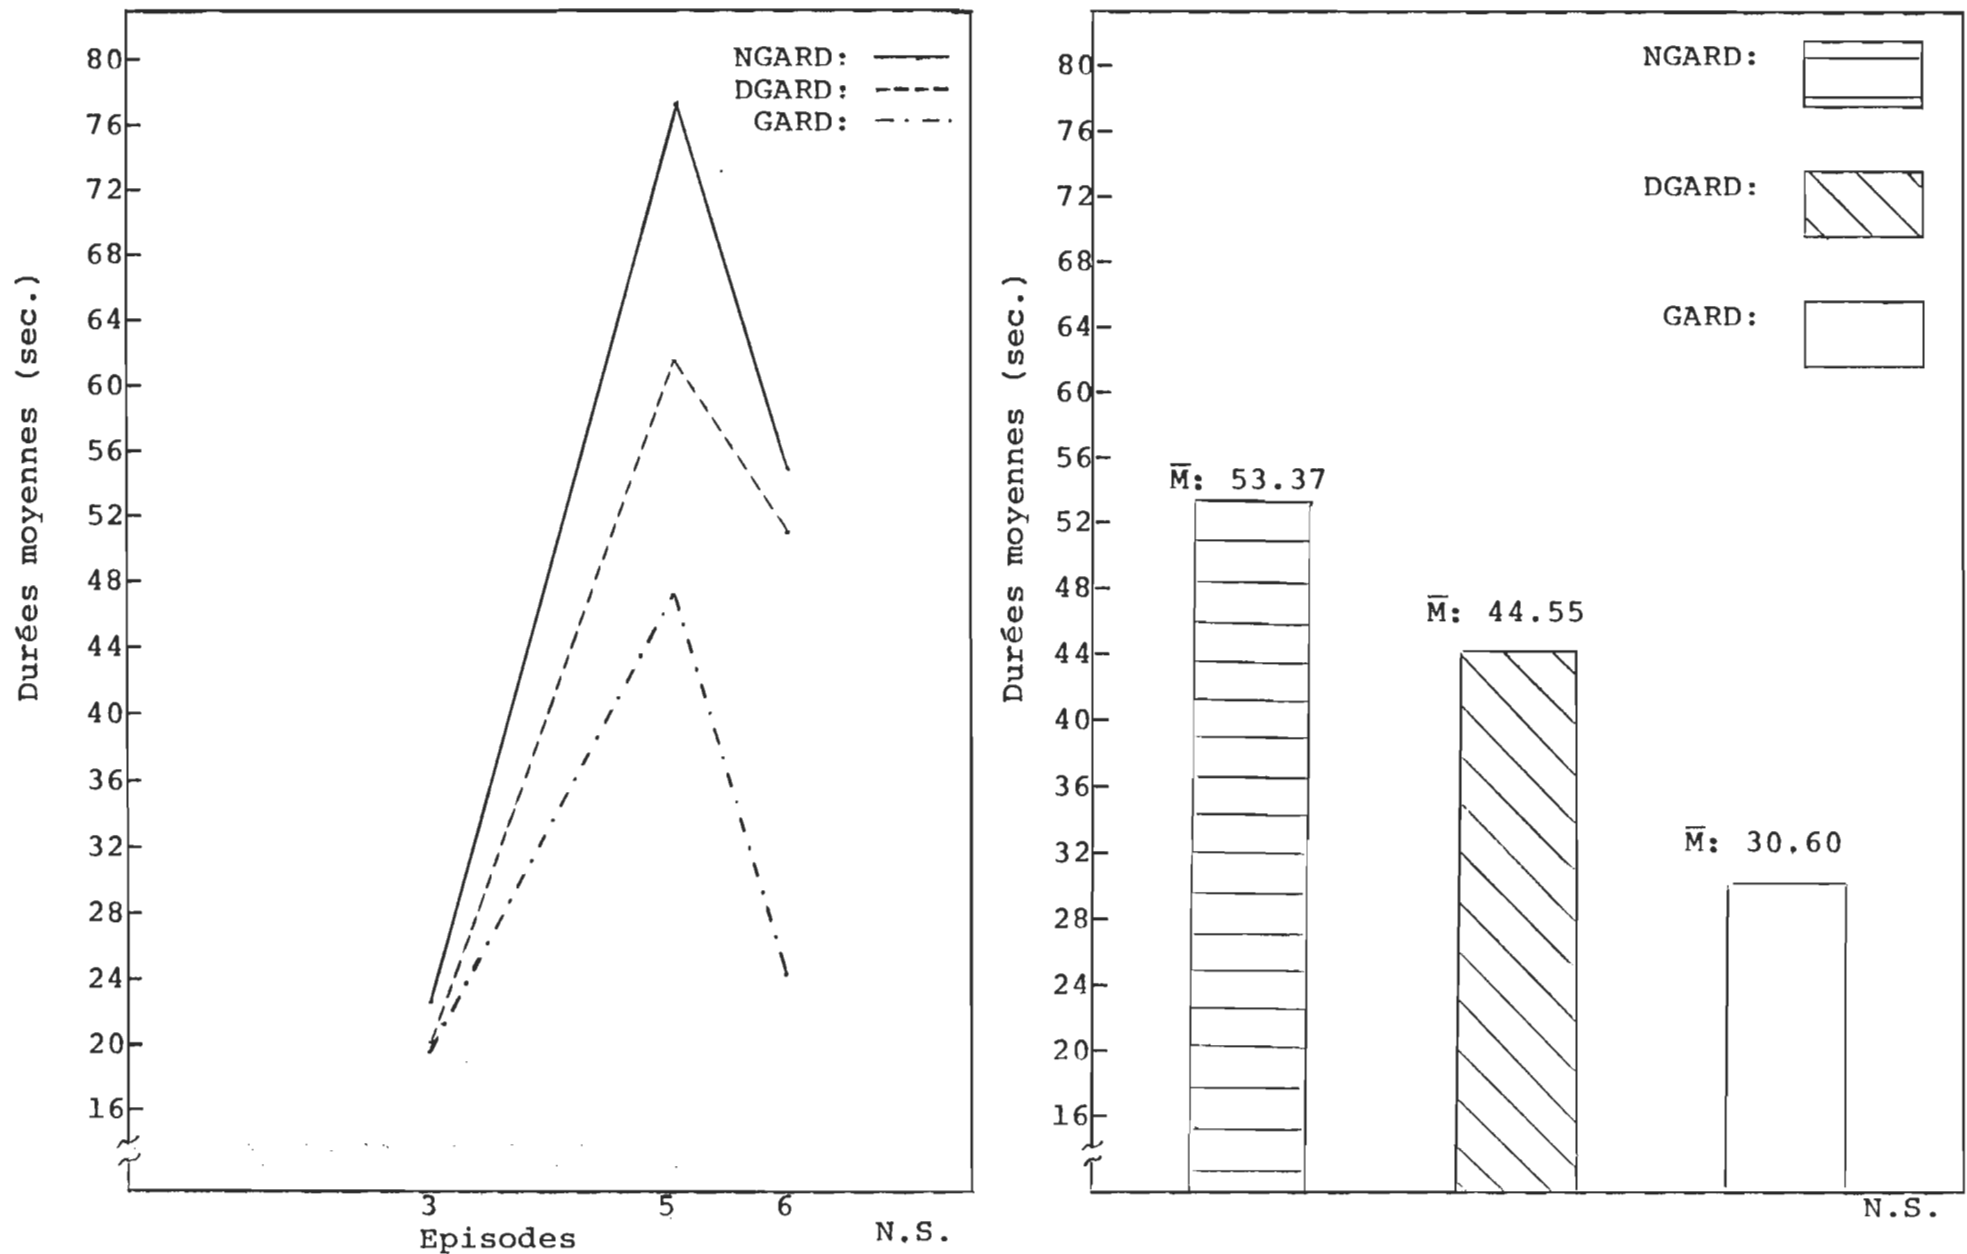 Durées moyennes (sec.)
80
76
72
68
64
60
56
52
48
44
40
36
32
28
24
20
16
NGARD:
DGARD:
GARD:
3 5 6
Episodes N.S.
Durées moyennes (sec.)
80
76
72
68
64
60
56
52
48
44
40
36
32
28
24
20
16
NGARD:
DGARD:
GARD:
M̅: 53.37
M̅: 44.55
M̅: 30.60
N.S.